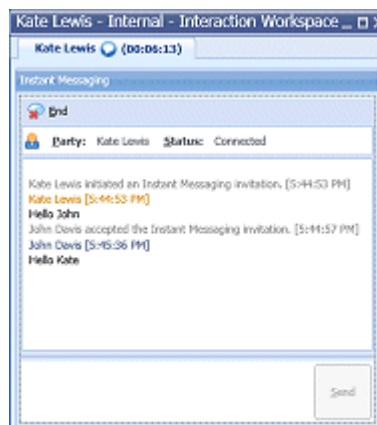 Kate Lewis - Internal - Interaction Workspace
Kate Lewis (00:06:13)
Instant Messaging
End
Party: Kate Lewis Status: Connected
Kate Lewis initiated an Instant Messaging invitation. [5:44:53 PM]
Kate Lewis [5:44:53 PM]
Hello John
John Davis accepted the Instant Messaging invitation. [5:44:57 PM]
John Davis [5:45:36 PM]
Hello Kate
Send